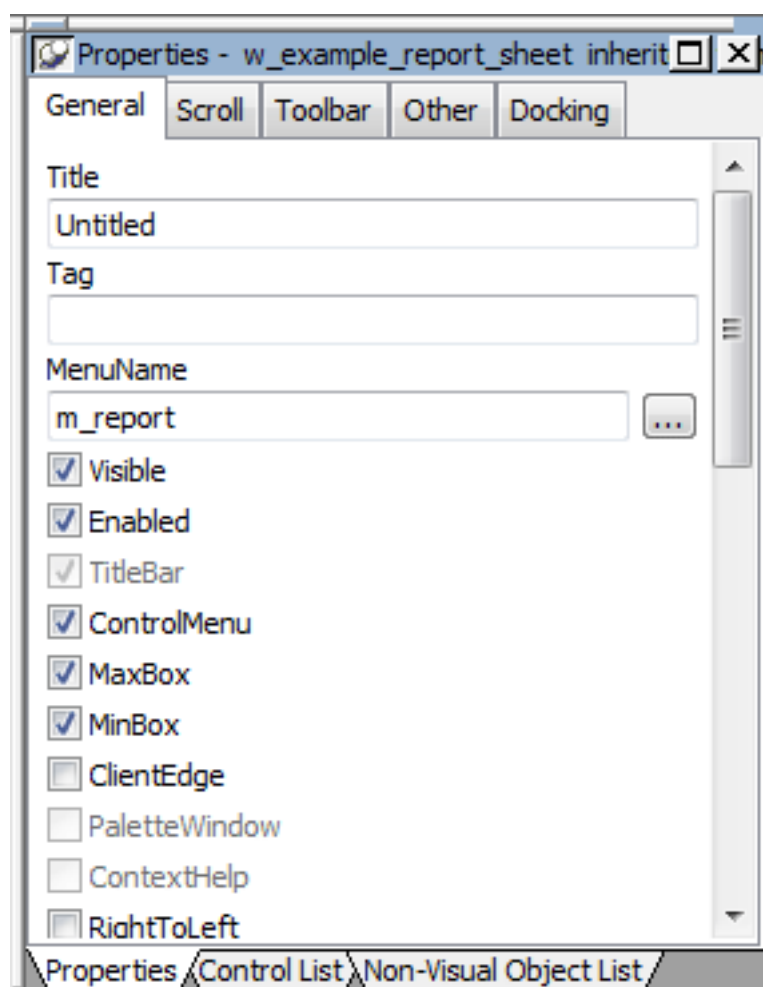 Properties - w_example_report_sheet inherit
General Scroll Toolbar Other Docking
Title
Untitled
Tag
MenuName
m_report ...
Visible
Enabled
TitleBar
ControlMenu
MaxBox
MinBox
ClientEdge
PaletteWindow
ContextHelp
RightToLeft
Properties Control List Non-Visual Object List